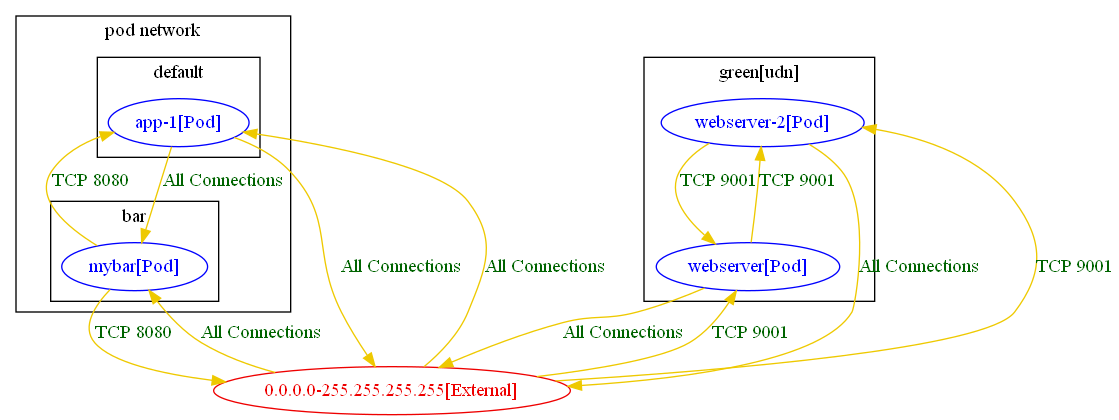 pod network
default
green[udn]
app-1[Pod]
webserver-2[Pod]
TCP 8080
All Connections
TCP 9001
TCP 9001
bar
mybar[Pod]
All Connections
All Connections
webserver[Pod]
All Connections
TCP 9001
TCP 8080
All Connections
All Connections
TCP 9001
0.0.0.0-255.255.255.255[External]